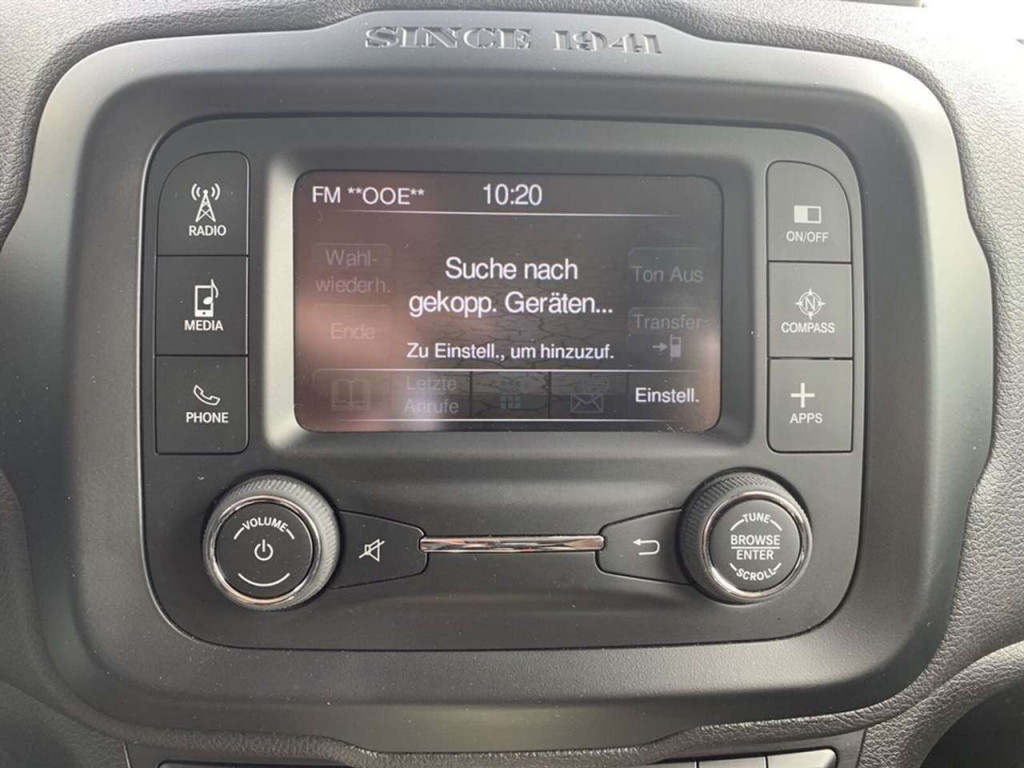 SINCE 1941
RADIO
MEDIA
PHONE
FM **OOE** 10:20
Wahl-
wiederh.
Suche nach
gekopp. Geräten...
Ton Aus
Ende
Transfer
Zu Einstell., um hinzuzuf.
Letzte
Anrufe
Einstell.
ON/OFF
N
COMPASS
APPS
VOLUME
TUNE
BROWSE
ENTER
SCROLL